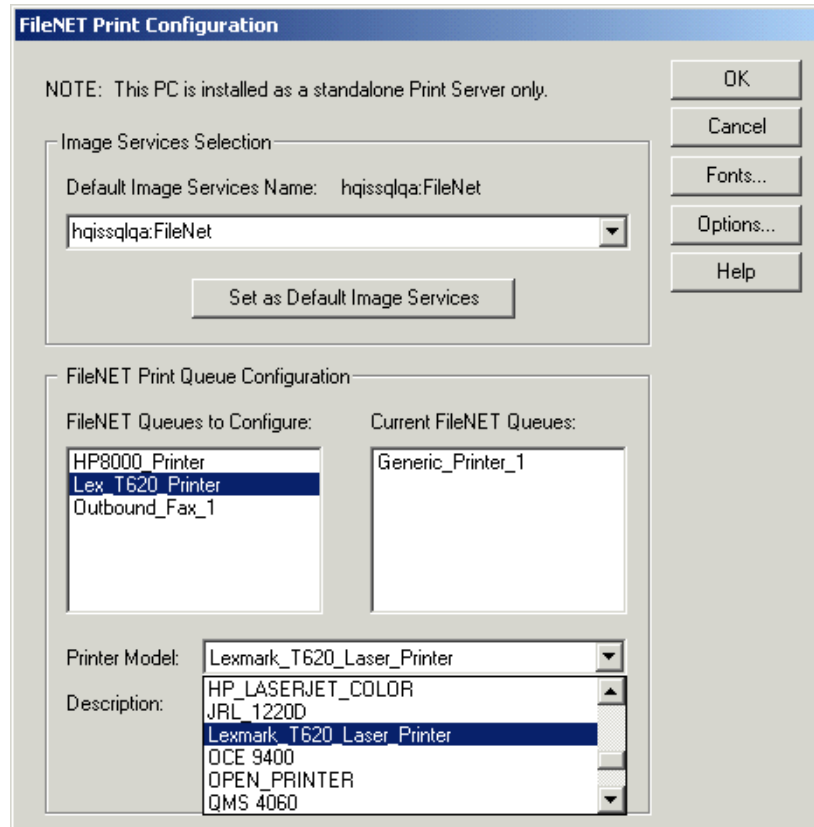 FileNET Print Configuration
NOTE: This PC is installed as a standalone Print Server only.
OK
Cancel
Fonts...
Options...
Help
Image Services Selection
Default Image Services Name: hqissqlqa:FileNet
hqissqlqa:FileNet
Set as Default Image Services
FileNET Print Queue Configuration
FileNET Queues to Configure:
HP8000_Printer
Lex_T620_Printer
Outbound_Fax_1
Current FileNET Queues:
Generic_Printer_1
Printer Model: Lexmark_T620_Laser_Printer
Description:
HP_LASERJET_COLOR
JRL_1220D
Lexmark_T620_Laser_Printer
OCE 9400
OPEN_PRINTER
QMS 4060